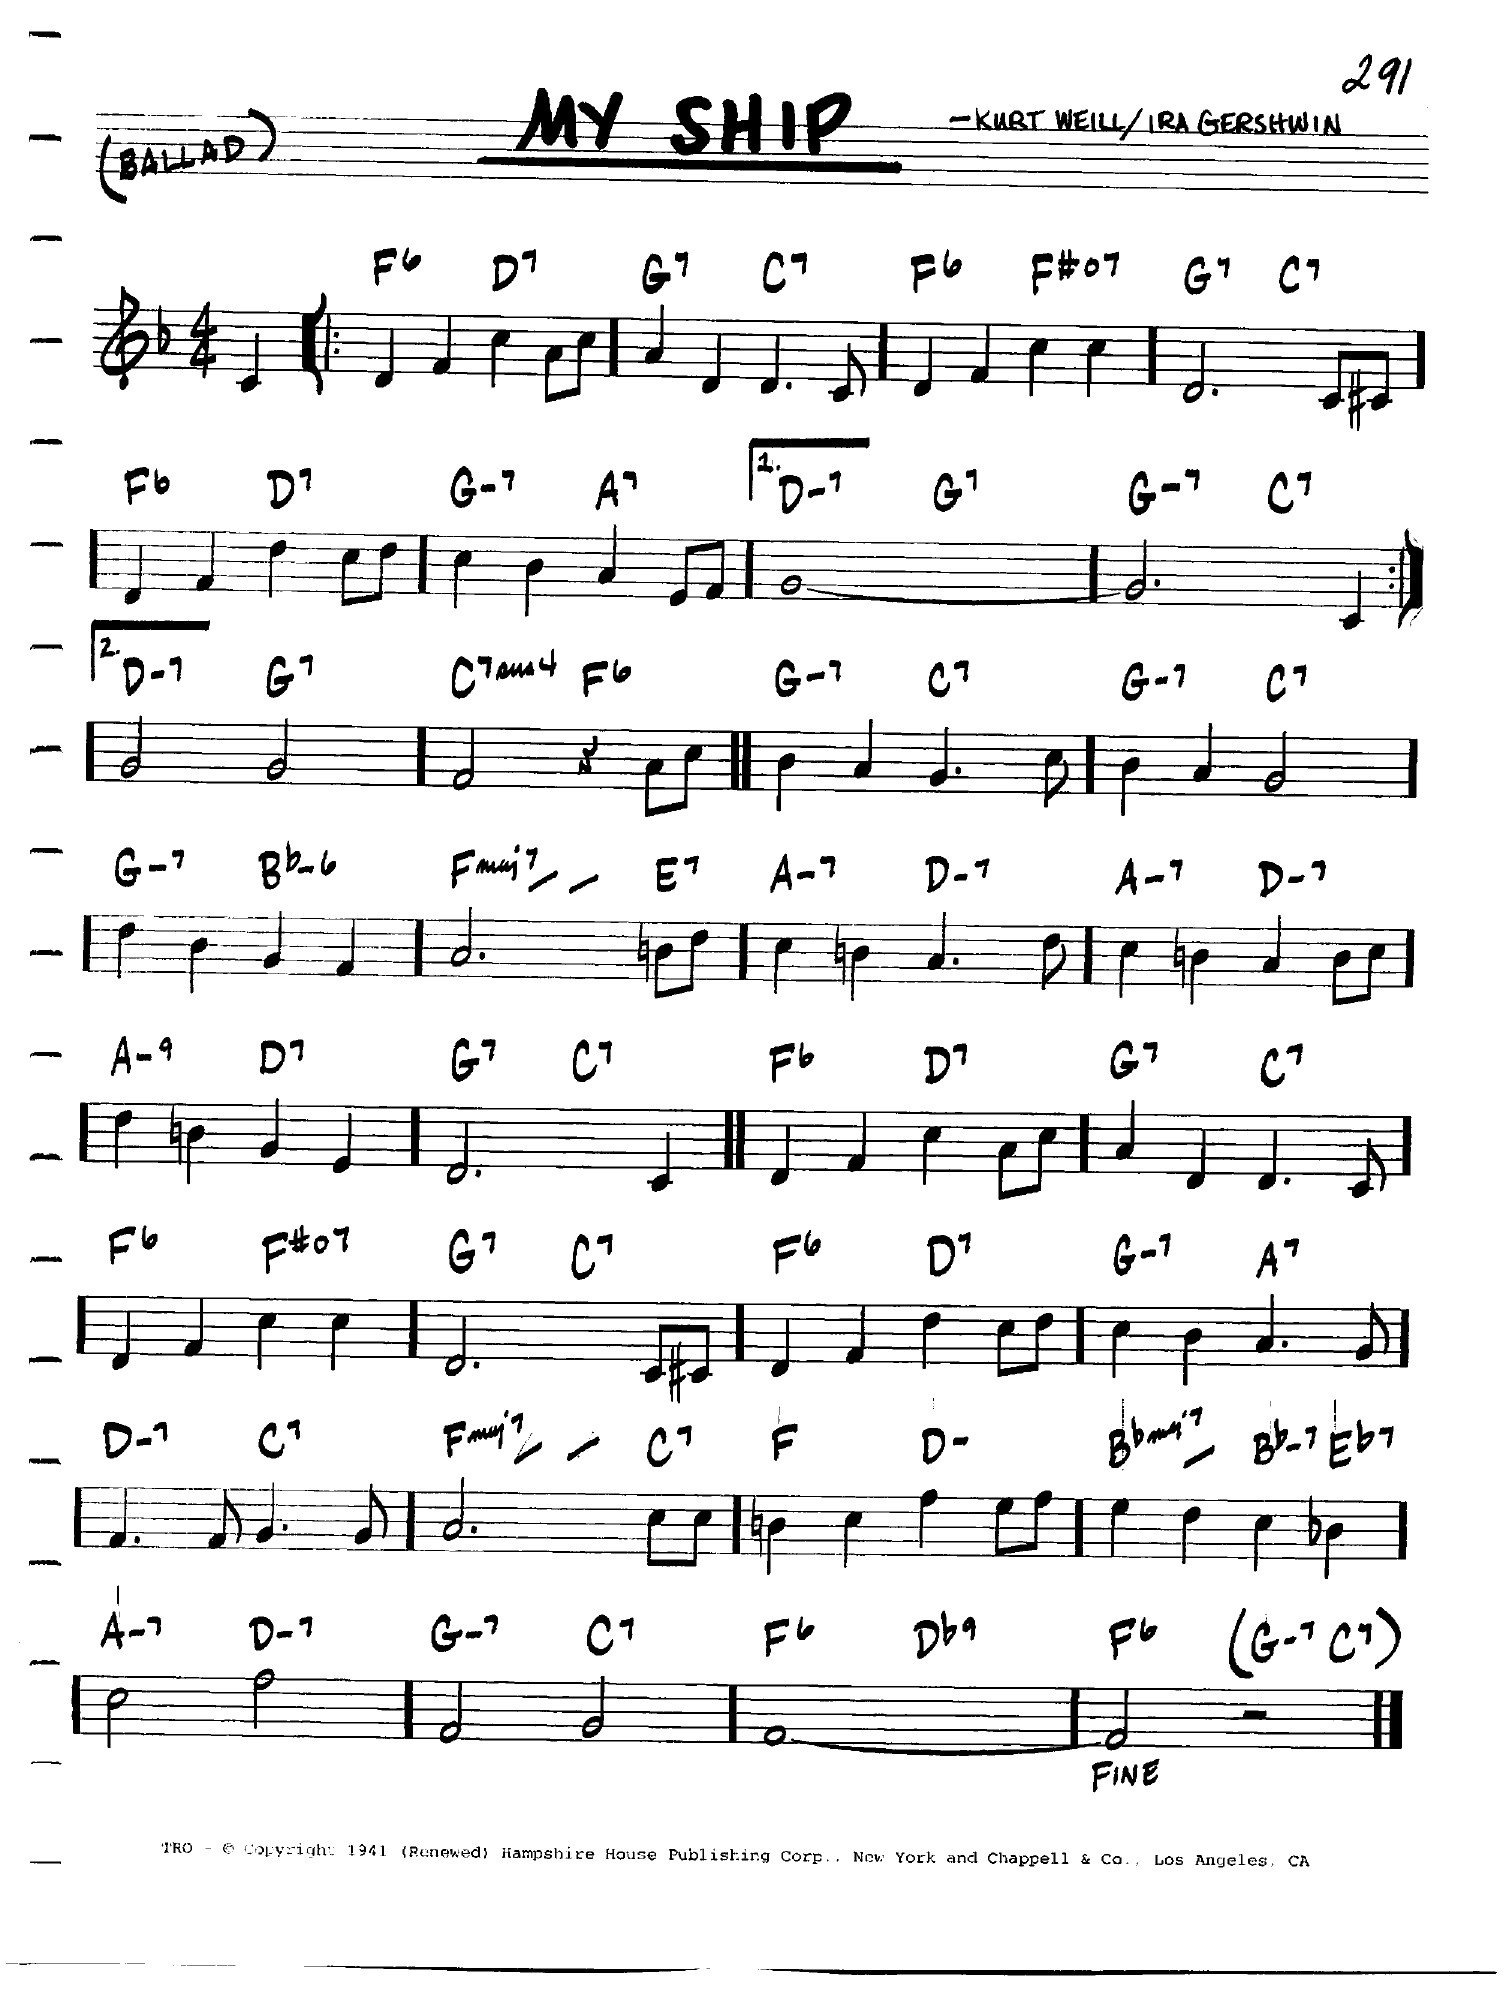 291
MY SHIP
-KURT WEILL/IRA GERSHWIN
(BALLAD)
F6 D7 G7 C7 F6 F#o7 G7 C7
4
4
F6 D7 G-7 A7 1. D-7 G7 G-7 C7
2. D-7 G7 C7sus4 F6 G-7 C7 G-7 C7
G-7 Bb-6 Fmaj7 E7 A-7 D-7 A-7 D-7
A-9 D7 G7 C7 F6 D7 G7 C7
F6 F#o7 G7 C7 F6 D7 G-7 A7
D-7 C7 Fmaj7 C7 F D- Bbmaj7 Bb-7 Eb7
A-7 D-7 G-7 C7 F6 Db9 F6 (G-7 C7)
FINE
TRO - © Copyright 1941 (Renewed) Hampshire House Publishing Corp., New York and Chappell & Co., Los Angeles, CA